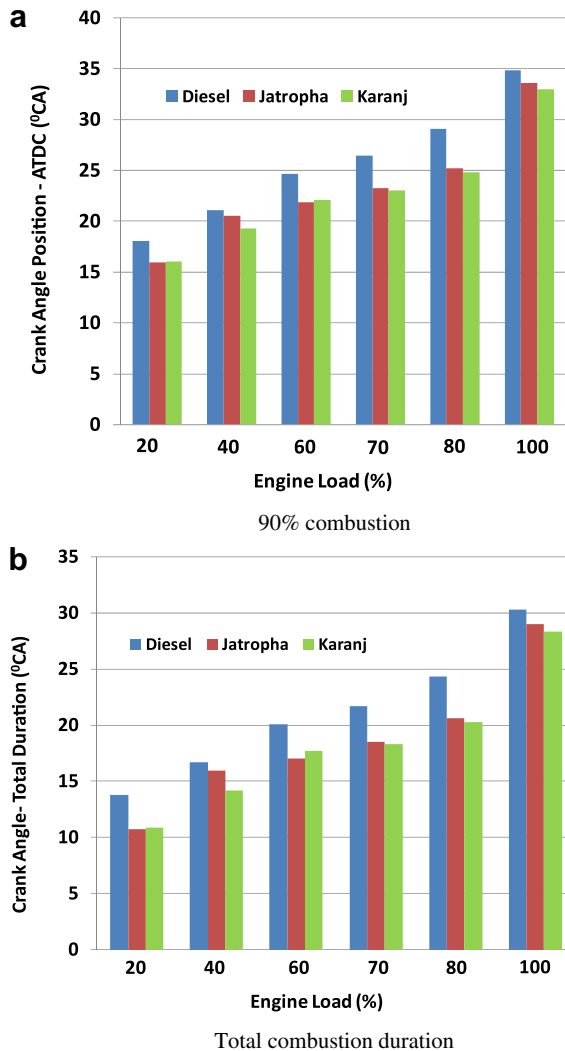 a
40
35
30
25
20
15
10
5
0
Crank Angle Position - ATDC (⁰CA)
Diesel Jatropha Karanj
20 40 60 70 80 100
Engine Load (%)
90% combustion
b
35
30
25
20
15
10
5
0
Crank Angle- Total Duration (⁰CA)
Diesel Jatropha Karanj
20 40 60 70 80 100
Engine Load (%)
Total combustion duration